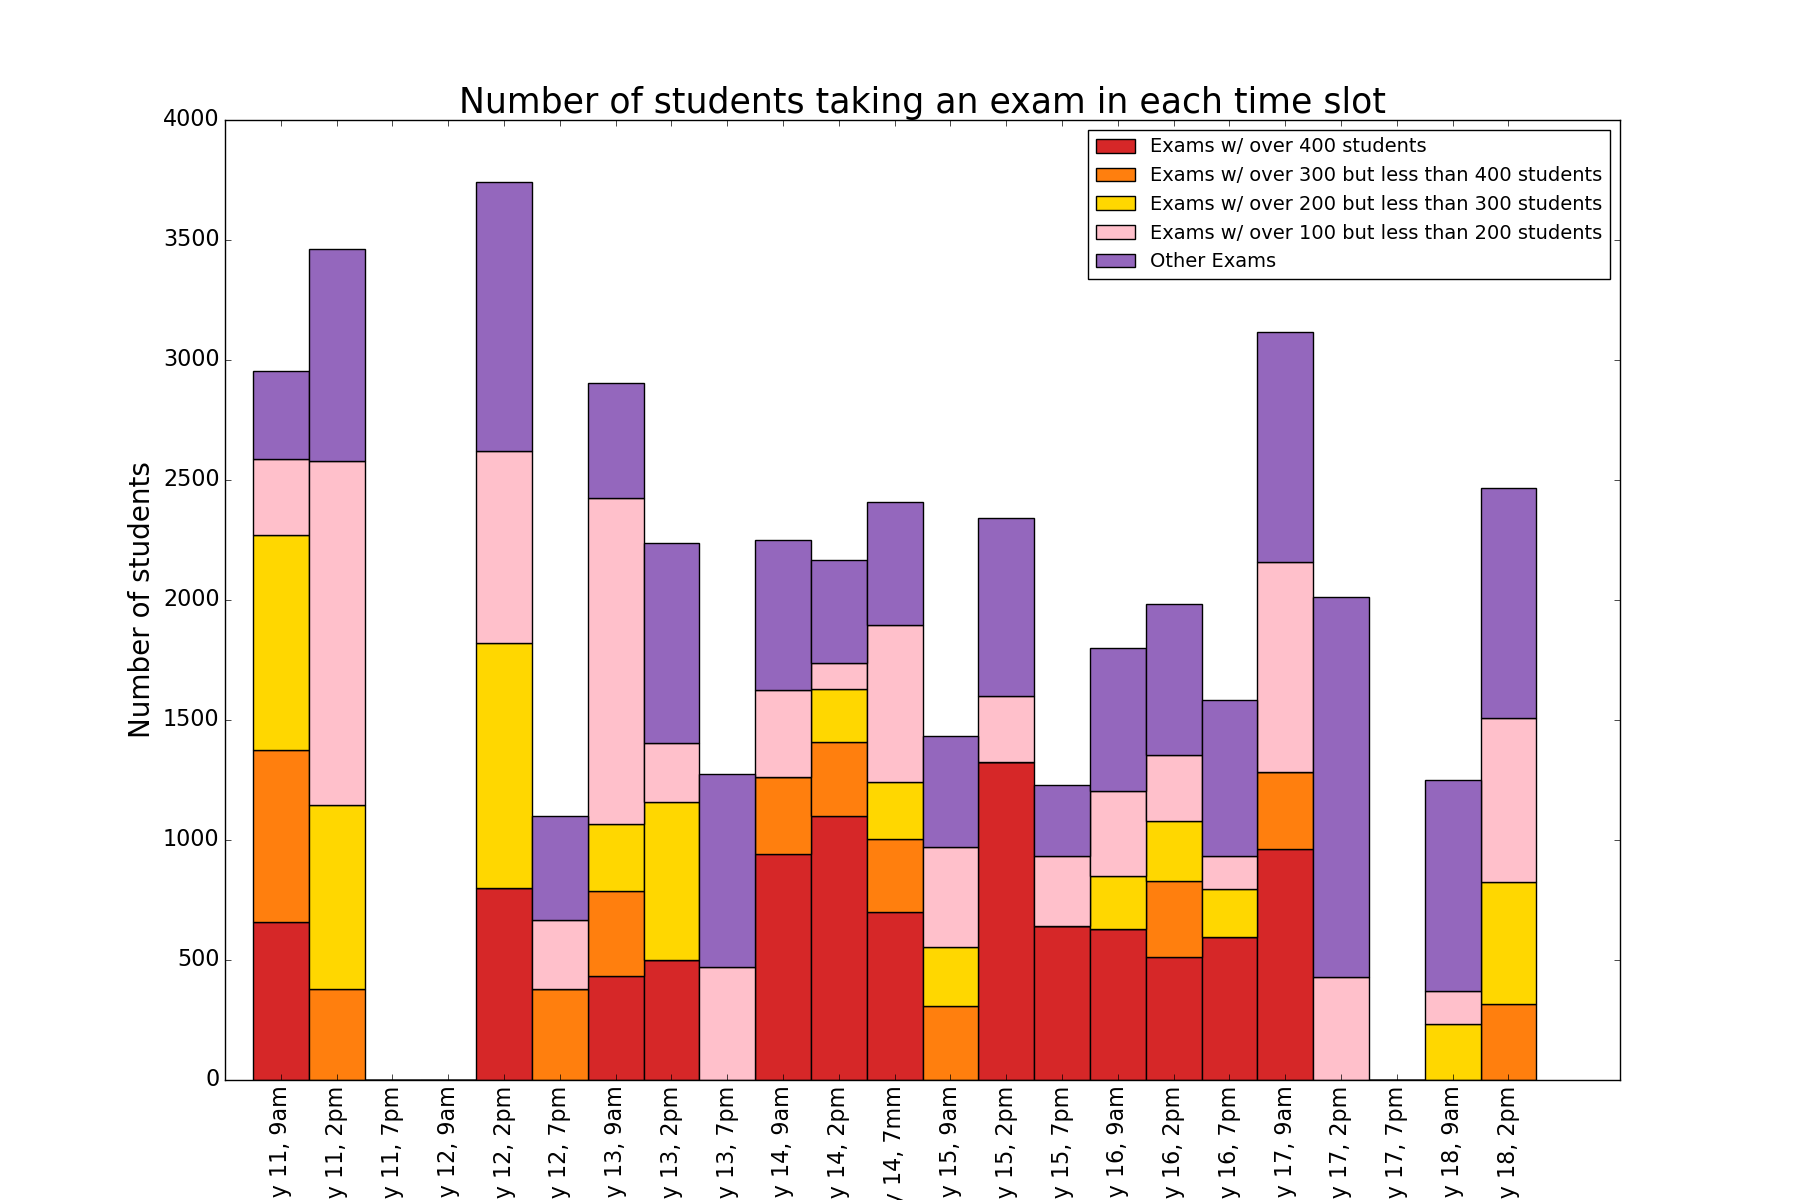 Number of students taking an exam in each time slot
4000
3500
3000
2500
2000
1500
1000
500
0
Number of students
Exams w/ over 400 students
Exams w/ over 300 but less than 400 students
Exams w/ over 200 but less than 300 students
Exams w/ over 100 but less than 200 students
Other Exams
y 11, 9am
y 11, 2pm
y 11, 7pm
y 12, 9am
y 12, 2pm
y 12, 7pm
y 13, 9am
y 13, 2pm
y 13, 7pm
y 14, 9am
y 14, 2pm
y 14, 7mm
y 15, 9am
y 15, 2pm
y 15, 7pm
y 16, 9am
y 16, 2pm
y 16, 7pm
y 17, 9am
y 17, 2pm
y 17, 7pm
y 18, 9am
y 18, 2pm